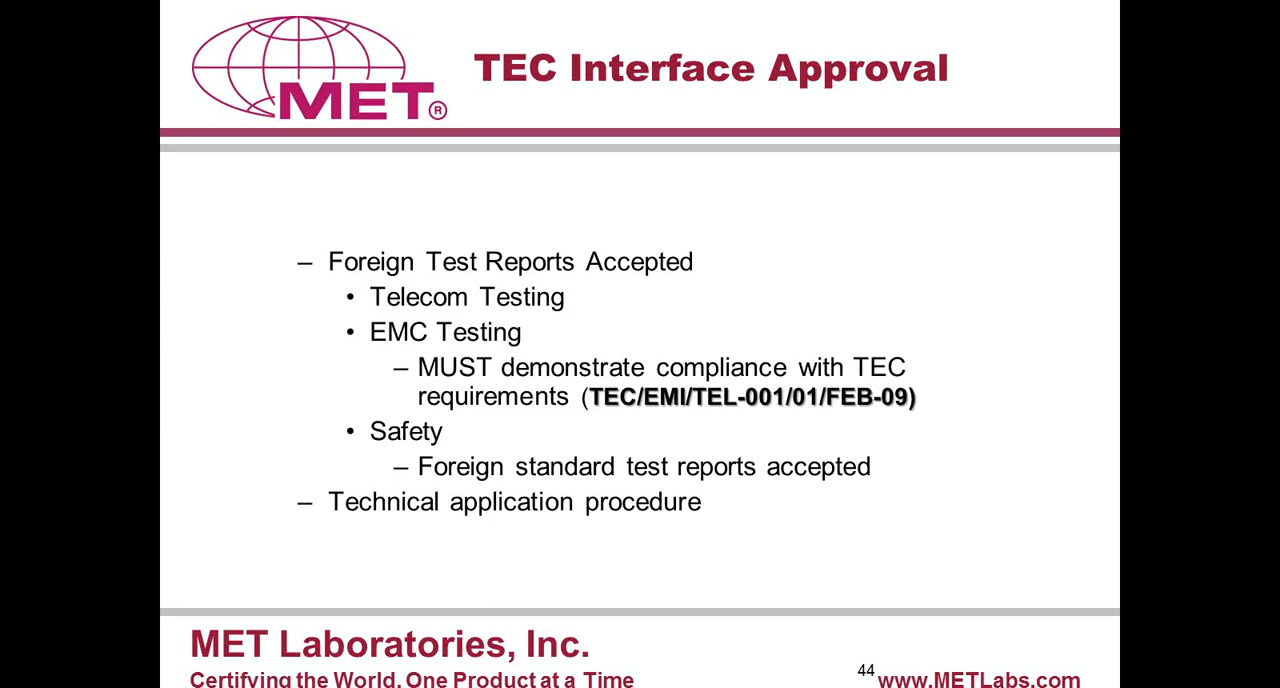 MET®
TEC Interface Approval
– Foreign Test Reports Accepted
• Telecom Testing
• EMC Testing
– MUST demonstrate compliance with TEC
requirements (TEC/EMI/TEL-001/01/FEB-09)
• Safety
– Foreign standard test reports accepted
– Technical application procedure
MET Laboratories, Inc.
Certifying the World, One Product at a Time
44
www.METLabs.com